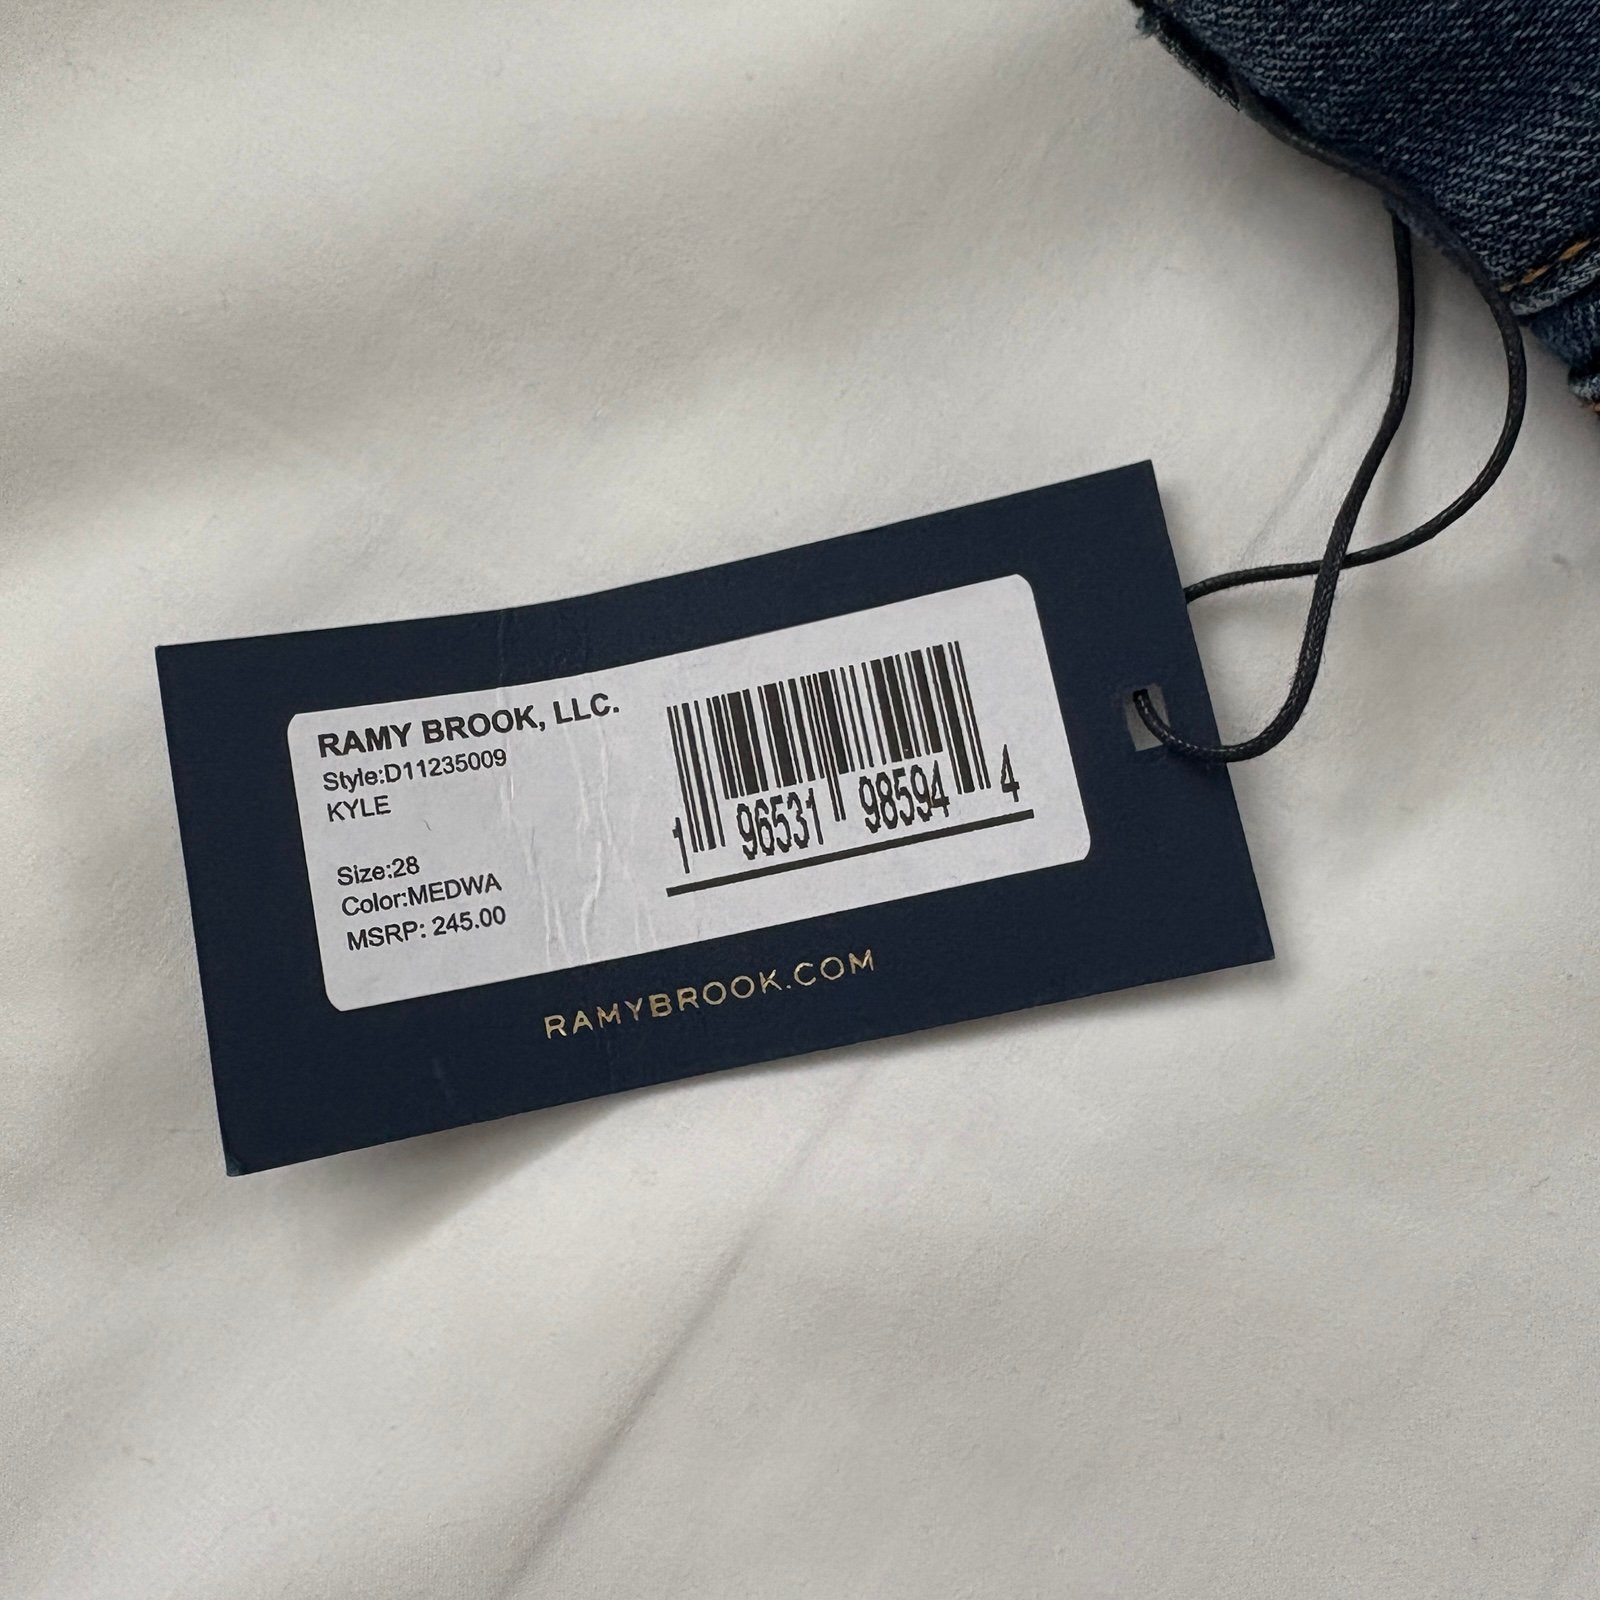 RAMY BROOK, LLC.
Style:D11235009
KYLE
Size:28
Color:MEDWA
MSRP: 245.00
1 96531 98594 4
RAMYBROOK.COM